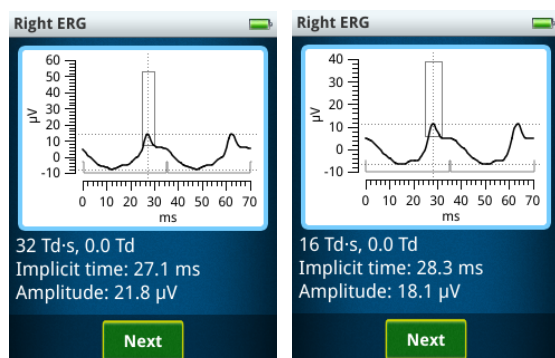 Right ERG
60
50
40
30
20
10
0
-10
µV
0 10 20 30 40 50 60 70
ms
32 Td·s, 0.0 Td
Implicit time: 27.1 ms
Amplitude: 21.8 µV
Next
Right ERG
40
30
20
10
0
-10
µV
0 10 20 30 40 50 60 70
ms
16 Td·s, 0.0 Td
Implicit time: 28.3 ms
Amplitude: 18.1 µV
Next